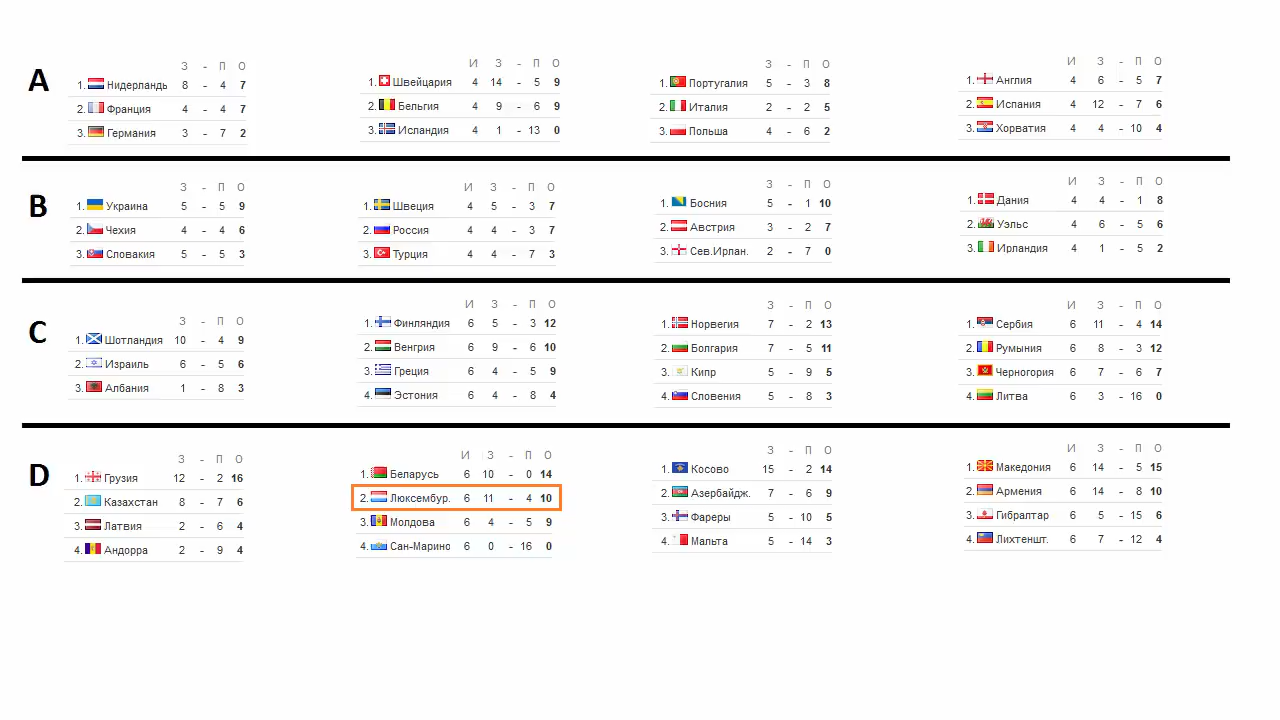 A
З - П О
1. Нидерланды 8 - 4 7
2. Франция 4 - 4 7
3. Германия 3 - 7 2
И З - П О
1. Швейцария 4 14 - 5 9
2. Бельгия 4 9 - 6 9
3. Исландия 4 1 - 13 0
З - П О
1. Португалия 5 - 3 8
2. Италия 2 - 2 5
3. Польша 4 - 6 2
И З - П О
1. Англия 4 6 - 5 7
2. Испания 4 12 - 7 6
3. Хорватия 4 4 - 10 4
B
З - П О
1. Украина 5 - 5 9
2. Чехия 4 - 4 6
3. Словакия 5 - 5 3
И З - П О
1. Швеция 4 5 - 3 7
2. Россия 4 4 - 3 7
3. Турция 4 4 - 7 3
З - П О
1. Босния 5 - 1 10
2. Австрия 3 - 2 7
3. Сев.Ирлан. 2 - 7 0
И З - П О
1. Дания 4 4 - 1 8
2. Уэльс 4 6 - 5 6
3. Ирландия 4 1 - 5 2
C
З - П О
1. Шотландия 10 - 4 9
2. Израиль 6 - 5 6
3. Албания 1 - 8 3
И З - П О
1. Финляндия 6 5 - 3 12
2. Венгрия 6 9 - 6 10
3. Греция 6 4 - 5 9
4. Эстония 6 4 - 8 4
З - П О
1. Норвегия 7 - 2 13
2. Болгария 7 - 5 11
3. Кипр 5 - 9 5
4. Словения 5 - 8 3
И З - П О
1. Сербия 6 11 - 4 14
2. Румыния 6 8 - 3 12
3. Черногория 6 7 - 6 7
4. Литва 6 3 - 16 0
D
З - П О
1. Грузия 12 - 2 16
2. Казахстан 8 - 7 6
3. Латвия 2 - 6 4
4. Андорра 2 - 9 4
И З - П О
1. Беларусь 6 10 - 0 14
2. Люксембур. 6 11 - 4 10
3. Молдова 6 4 - 5 9
4. Сан-Марино 6 0 - 16 0
З - П О
1. Косово 15 - 2 14
2. Азербайдж. 7 - 6 9
3. Фареры 5 - 10 5
4. Мальта 5 - 14 3
И З - П О
1. Македония 6 14 - 5 15
2. Армения 6 14 - 8 10
3. Гибралтар 6 5 - 15 6
4. Лихтеншт. 6 7 - 12 4